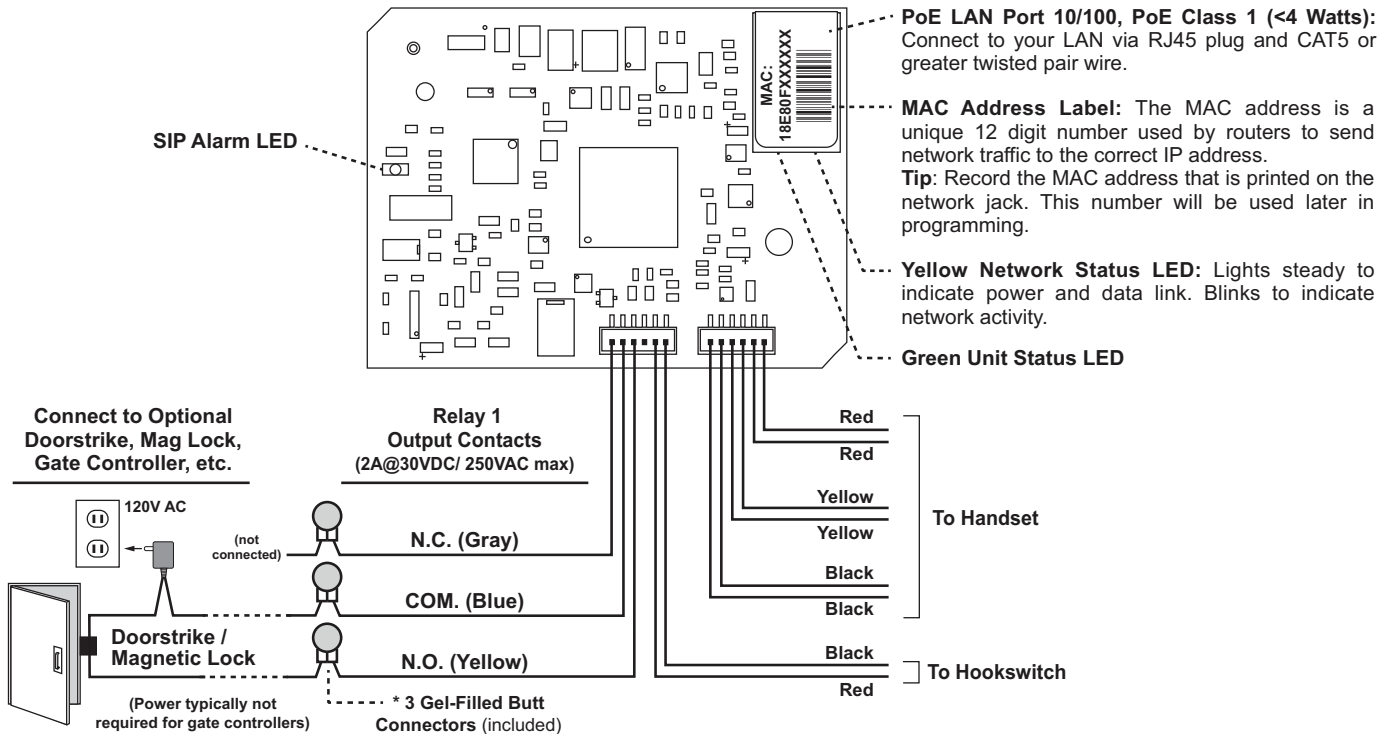 PoE LAN Port 10/100, PoE Class 1 (<4 Watts):
Connect to your LAN via RJ45 plug and CAT5 or
greater twisted pair wire.
MAC:
18E80FXXXXXX
MAC Address Label: The MAC address is a
unique 12 digit number used by routers to send
network traffic to the correct IP address.
Tip: Record the MAC address that is printed on the
network jack. This number will be used later in
programming.
SIP Alarm LED
Yellow Network Status LED: Lights steady to
indicate power and data link. Blinks to indicate
network activity.
Green Unit Status LED
Connect to Optional
Doorstrike, Mag Lock,
Gate Controller, etc.
Relay 1
Output Contacts
(2A@30VDC/ 250VAC max)
120V AC
(not
connected)
N.C. (Gray)
COM. (Blue)
Doorstrike /
Magnetic Lock
N.O. (Yellow)
(Power typically not
required for gate controllers)
* 3 Gel-Filled Butt
Connectors (included)
Red
Red
Yellow
Yellow
Black
Black
To Handset
Black
Red
To Hookswitch